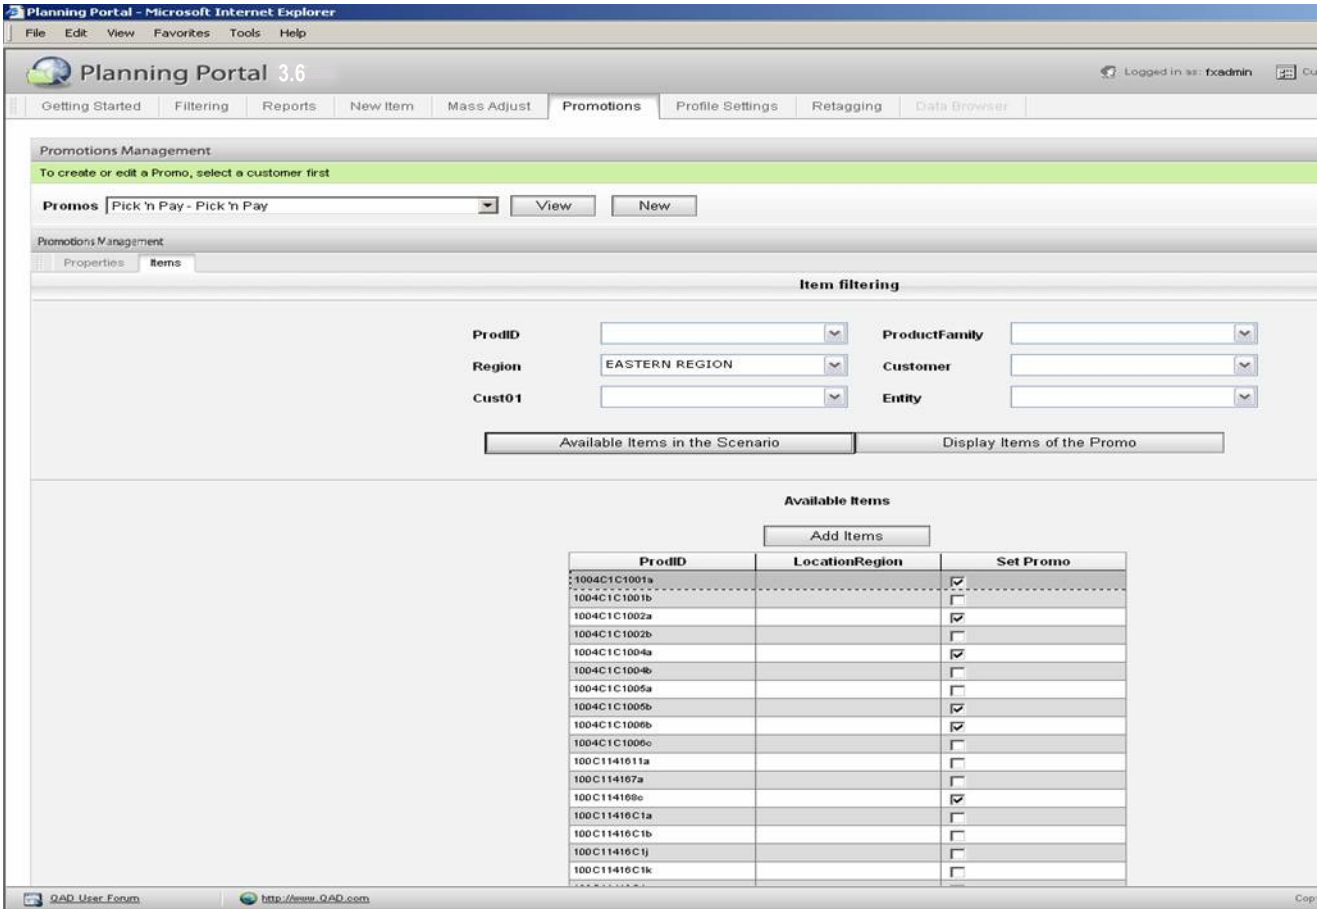 Planning Portal - Microsoft Internet Explorer
File Edit View Favorites Tools Help
Planning Portal 3.6
Logged in as: fxadmin Cu
Getting Started Filtering Reports New Item Mass Adjust Promotions Profile Settings Retagging Data Browser
Promotions Management
To create or edit a Promo, select a customer first
Promos Pick 'n Pay - Pick 'n Pay View New
Promotions Management
Properties Items
Item filtering
ProdID ProductFamily
Region EASTERN REGION Customer
Cust01 Entity
Available Items in the Scenario Display Items of the Promo
Available Items
Add Items
ProdID LocationRegion Set Promo
1004C1C1001a
1004C1C1001b
1004C1C1002a
1004C1C1002b
1004C1C1004a
1004C1C1004b
1004C1C1005a
1004C1C1005b
1004C1C1006b
1004C1C1006c
100C1141611a
100C114167a
100C114168c
100C11416C1a
100C11416C1b
100C11416C1j
100C11416C1k
QAD User Forum http://www.QAD.com Cop